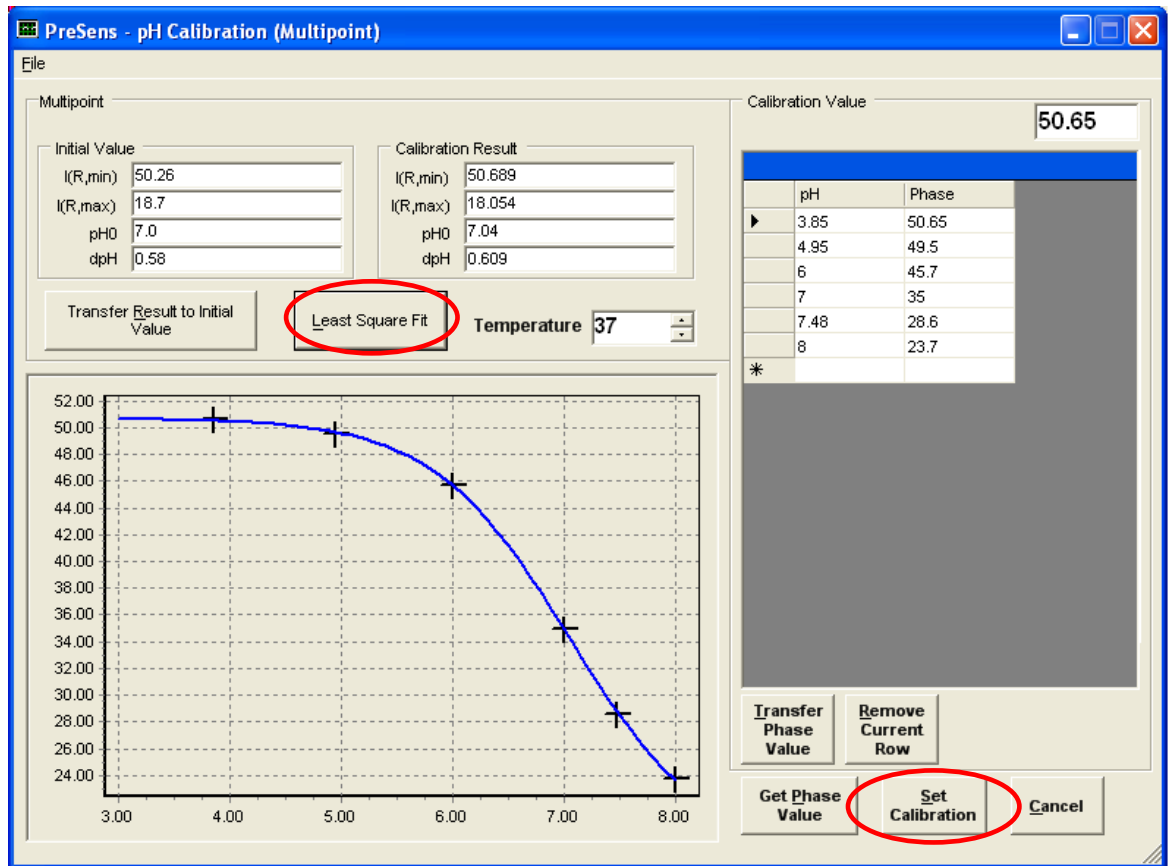 PreSens - pH Calibration (Multipoint)
File
Multipoint
Initial Value
I(R,min) 50.26
I(R,max) 18.7
pH0 7.0
dpH 0.58
Calibration Result
I(R,min) 50.689
I(R,max) 18.054
pH0 7.04
dpH 0.609
Transfer Result to Initial
Value
Least Square Fit
Temperature 37
Calibration Value
50.65
pH Phase
3.85 50.65
4.95 49.5
6 45.7
7 35
7.48 28.6
8 23.7
*
52.00
50.00
48.00
46.00
44.00
42.00
40.00
38.00
36.00
34.00
32.00
30.00
28.00
26.00
24.00
3.00 4.00 5.00 6.00 7.00 8.00
Transfer
Phase
Value
Remove
Current
Row
Get Phase
Value
Set
Calibration
Cancel